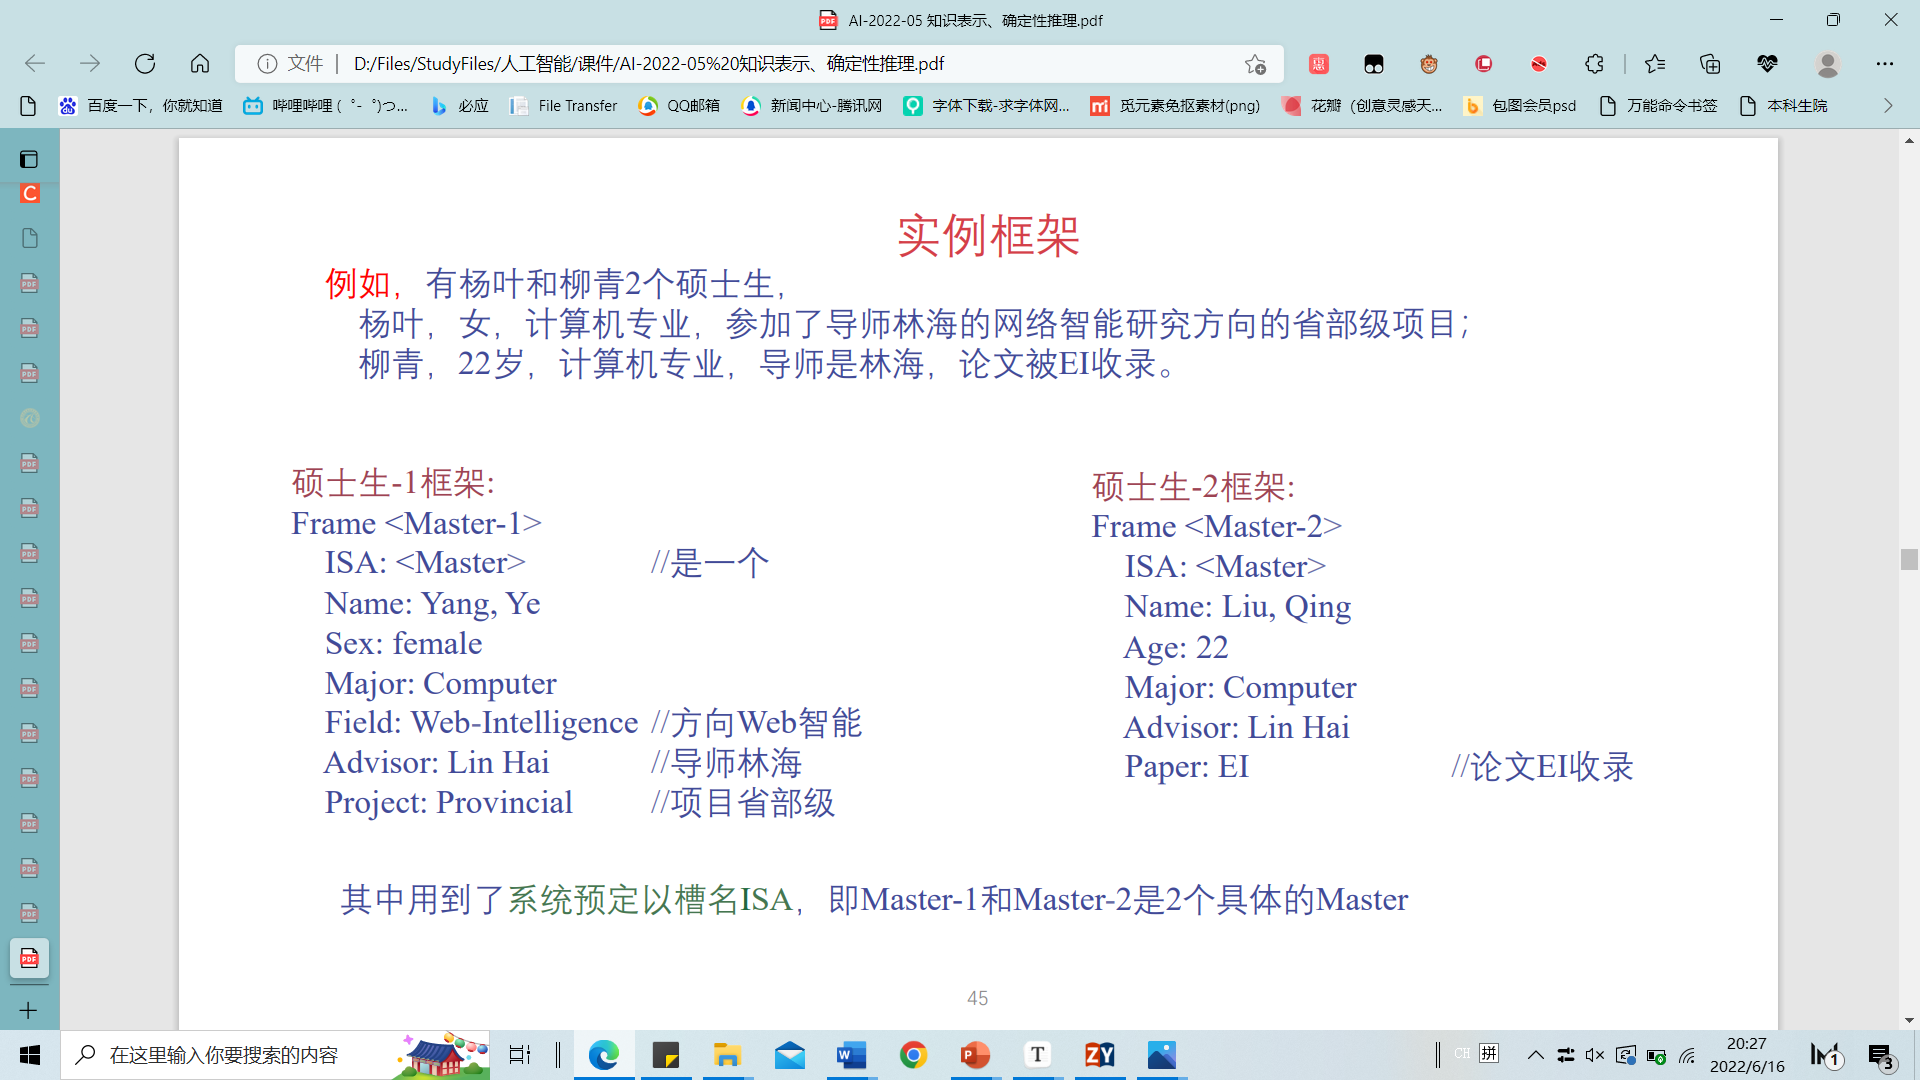 AI-2022-05 知识表示、确定性推理.pdf
文件 | D:/Files/StudyFiles/人工智能/课件/AI-2022-05%20知识表示、确定性推理.pdf
百度一下，你就知道 哔哩哔哩 (゜-゜)つ... 必应 File Transfer QQ邮箱 新闻中心-腾讯网 字体下载-求字体网... 觅元素免抠素材(png) 花瓣（创意灵感天... 包图会员psd 万能命令书签 本科生院
实例框架
例如，有杨叶和柳青2个硕士生，
杨叶，女，计算机专业，参加了导师林海的网络智能研究方向的省部级项目；
柳青，22岁，计算机专业，导师是林海，论文被EI收录。
硕士生-1框架:
Frame <Master-1>
ISA: <Master> //是一个
Name: Yang, Ye
Sex: female
Major: Computer
Field: Web-Intelligence //方向Web智能
Advisor: Lin Hai //导师林海
Project: Provincial //项目省部级
硕士生-2框架:
Frame <Master-2>
ISA: <Master>
Name: Liu, Qing
Age: 22
Major: Computer
Advisor: Lin Hai
Paper: EI //论文EI收录
其中用到了系统预定以槽名ISA，即Master-1和Master-2是2个具体的Master
45
在这里输入你要搜索的内容
CH 拼
20:27
2022/6/16
1
3